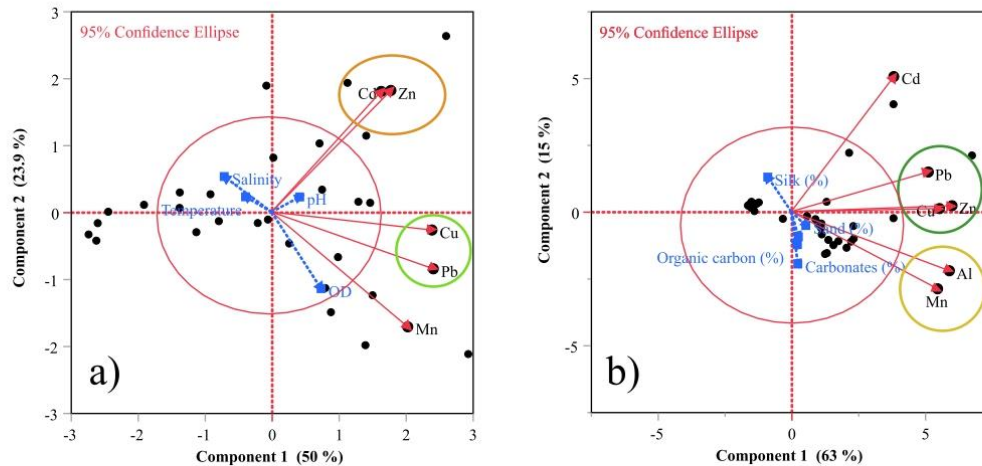 95% Confidence Ellipse
3
2
1
0
-1
-2
-3
Component 2 (23.9 %)
Cd
Zn
Salinity
Temperature
pH
Cu
Pb
OD
Mn
a)
-3
-2
-1
0
1
2
3
Component 1 (50 %)
95% Confidence Ellipse
5
0
-5
Component 2 (15 %)
Cd
Pb
Silk (%)
Cu
Zn
Sand (%)
Organic carbon (%)
Carbonates (%)
Al
Mn
b)
-5
0
5
Component 1 (63 %)